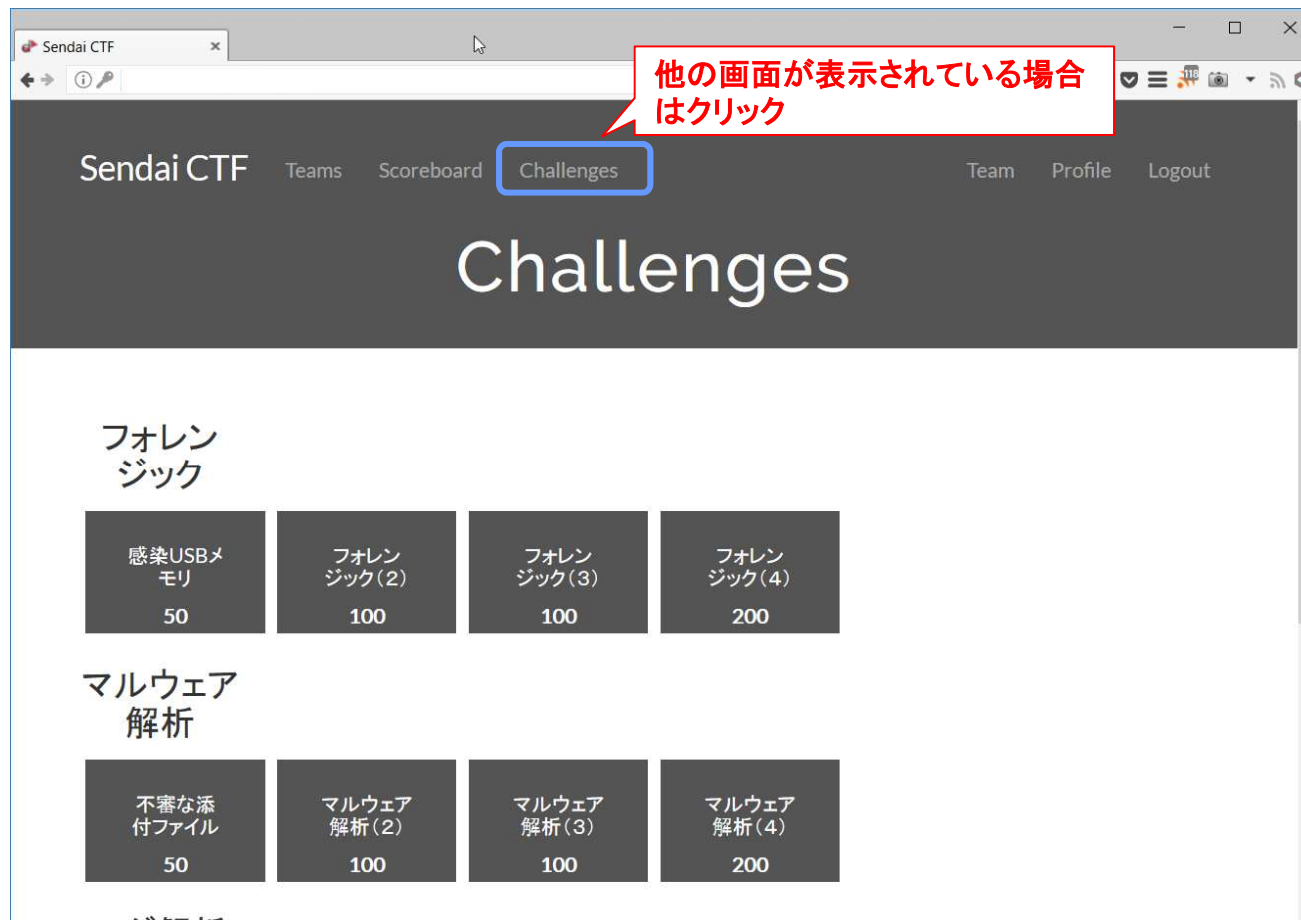 Sendai CTF
118
他の画面が表示されている場合
はクリック
Sendai CTF Teams Scoreboard Challenges Team Profile Logout
Challenges
フォレン
ジック
感染USBメ
モリ
50
フォレン
ジック(2)
100
フォレン
ジック(3)
100
フォレン
ジック(4)
200
マルウェア
解析
不審な添
付ファイル
50
マルウェア
解析(2)
100
マルウェア
解析(3)
100
マルウェア
解析(4)
200